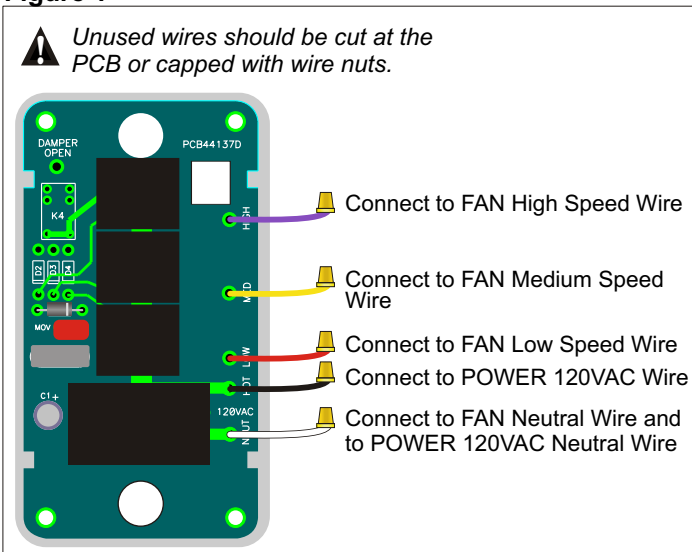 Unused wires should be cut at the
PCB or capped with wire nuts.
DAMPER
OPEN
PCB44137D
K4
HIGH
Connect to FAN High Speed Wire
D2
D3
D4
MED
Connect to FAN Medium Speed
Wire
MOV
LOW
Connect to FAN Low Speed Wire
HOT
Connect to POWER 120VAC Wire
C1+
120VAC
NEUT
Connect to FAN Neutral Wire and
to POWER 120VAC Neutral Wire